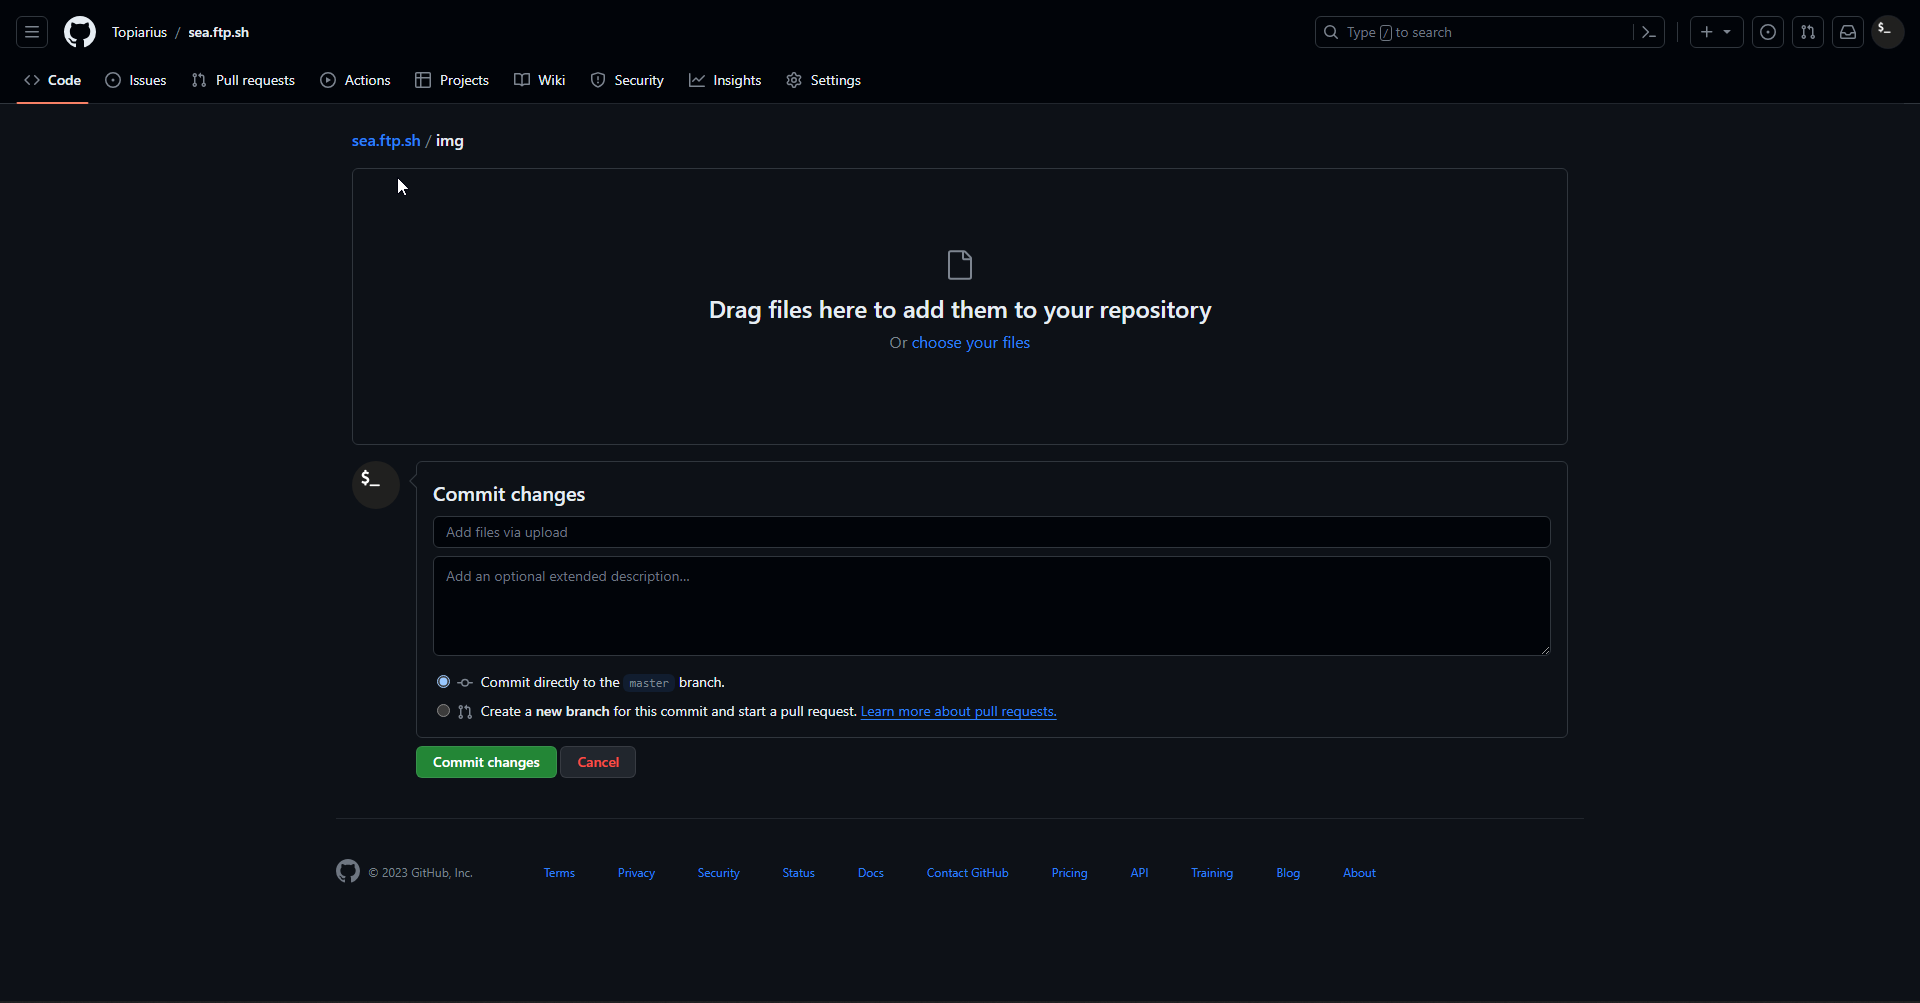 Topiarius / sea.ftp.sh
Type / to search
$_
Code Issues Pull requests Actions Projects Wiki Security Insights Settings
sea.ftp.sh / img
Drag files here to add them to your repository
Or choose your files
$_
Commit changes
Add files via upload
Add an optional extended description...
Commit directly to the master branch.
Create a new branch for this commit and start a pull request. Learn more about pull requests.
Commit changes Cancel
© 2023 GitHub, Inc. Terms Privacy Security Status Docs Contact GitHub Pricing API Training Blog About